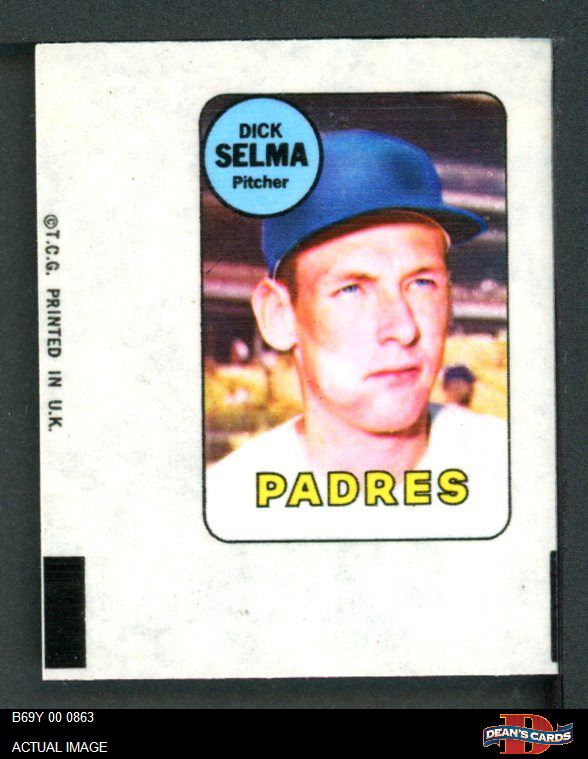 DICK
SELMA
Pitcher
©T.C.G. PRINTED IN U.K.
PADRES
B69Y 00 0863
ACTUAL IMAGE
D
DEAN'S CARDS